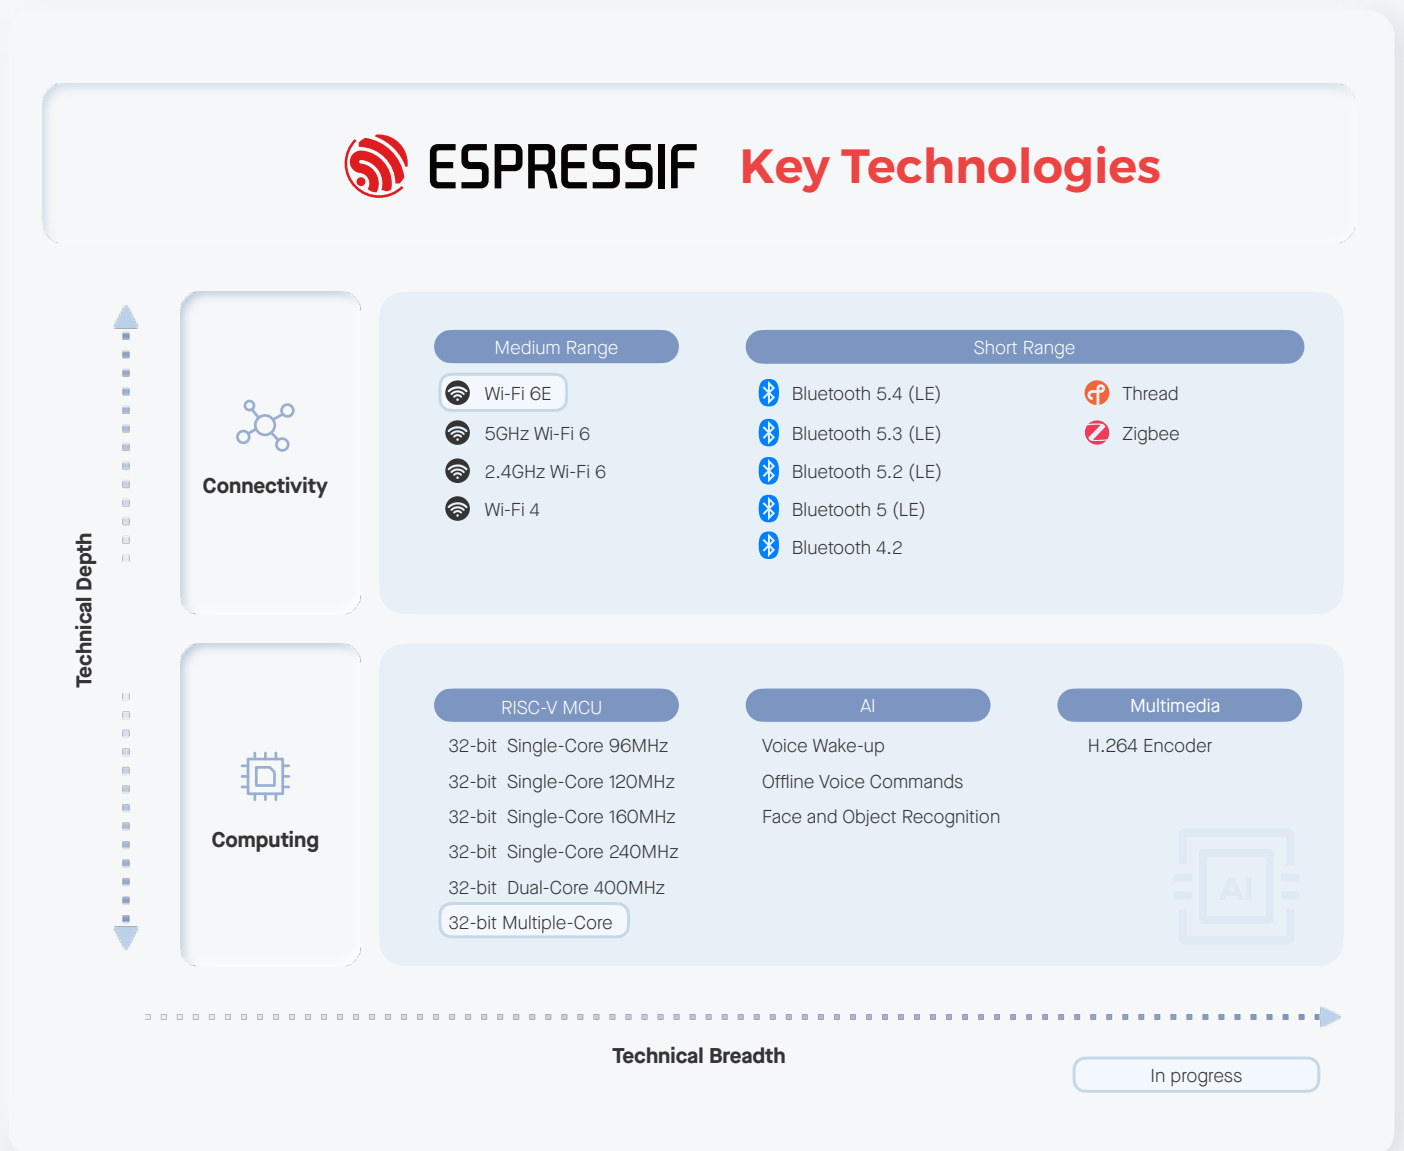 ESPRESSIF Key Technologies
Technical Depth
Connectivity
Medium Range
Wi-Fi 6E
5GHz Wi-Fi 6
2.4GHz Wi-Fi 6
Wi-Fi 4
Short Range
Bluetooth 5.4 (LE)
Bluetooth 5.3 (LE)
Bluetooth 5.2 (LE)
Bluetooth 5 (LE)
Bluetooth 4.2
Thread
Zigbee
Computing
RISC-V MCU
32-bit Single-Core 96MHz
32-bit Single-Core 120MHz
32-bit Single-Core 160MHz
32-bit Single-Core 240MHz
32-bit Dual-Core 400MHz
32-bit Multiple-Core
AI
Voice Wake-up
Offline Voice Commands
Face and Object Recognition
Multimedia
H.264 Encoder
AI
Technical Breadth
In progress